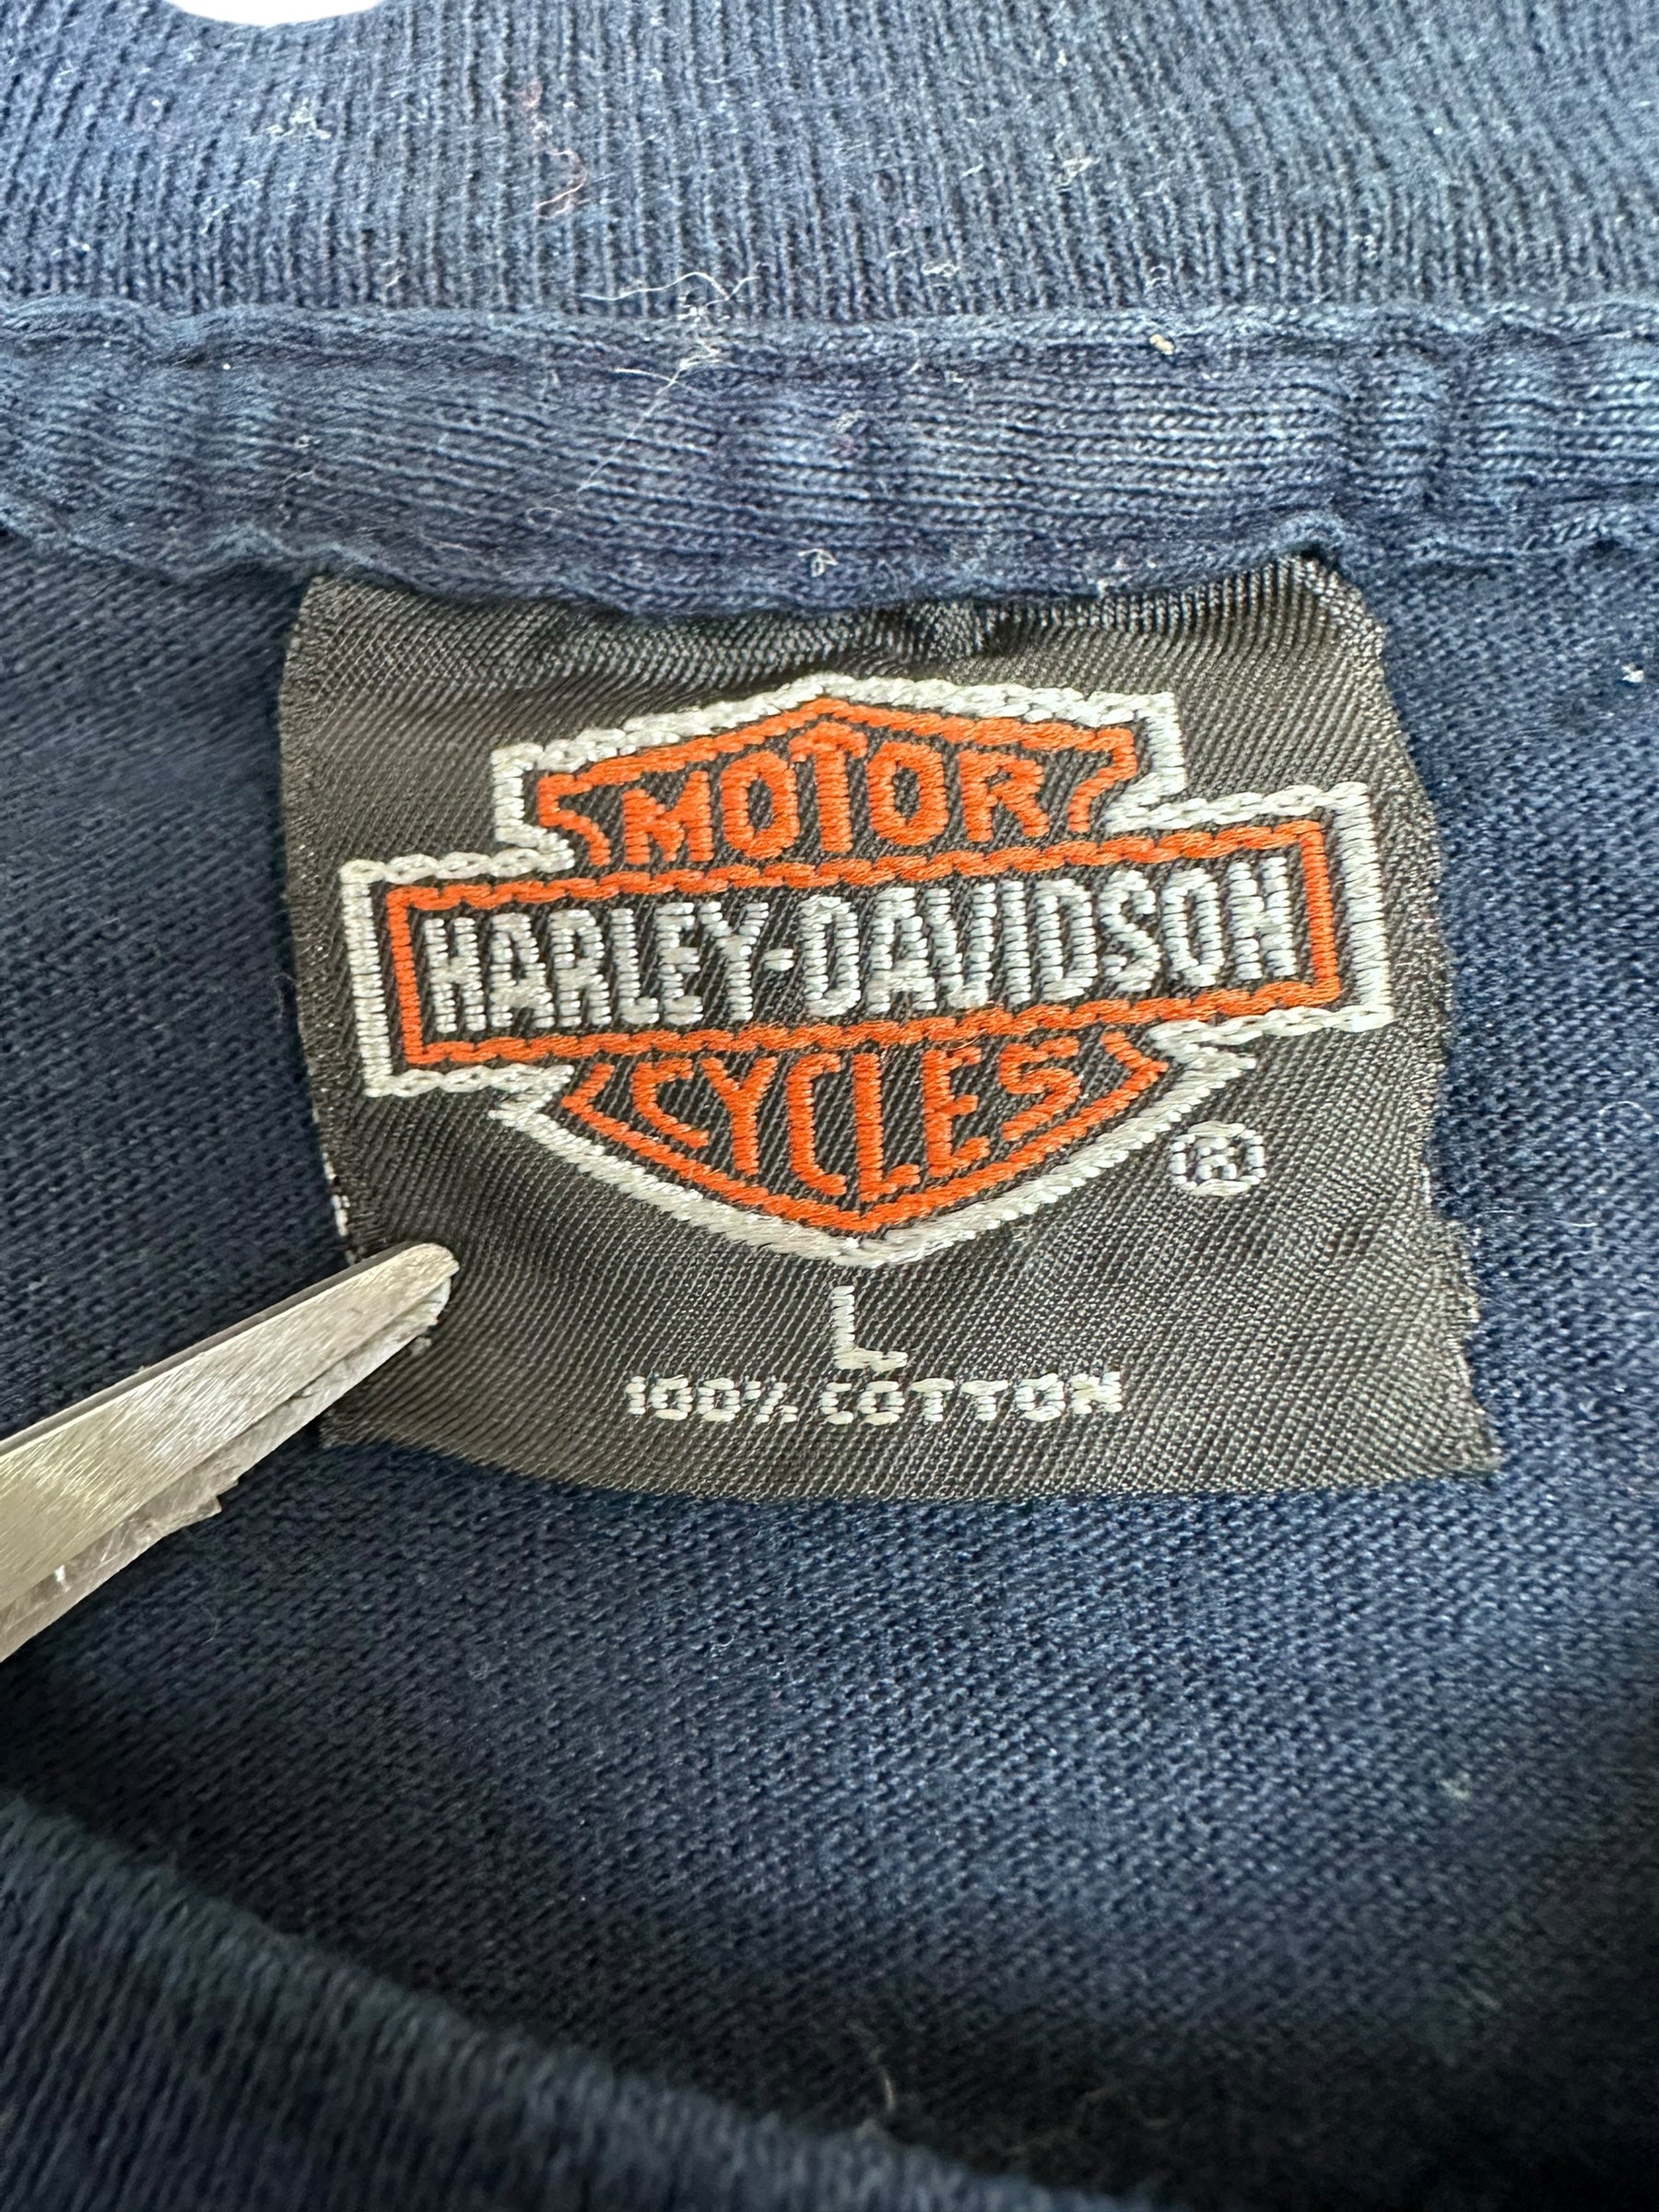 MOTOR
HARLEY-DAVIDSON
CYCLES
®
L
100% COTTON